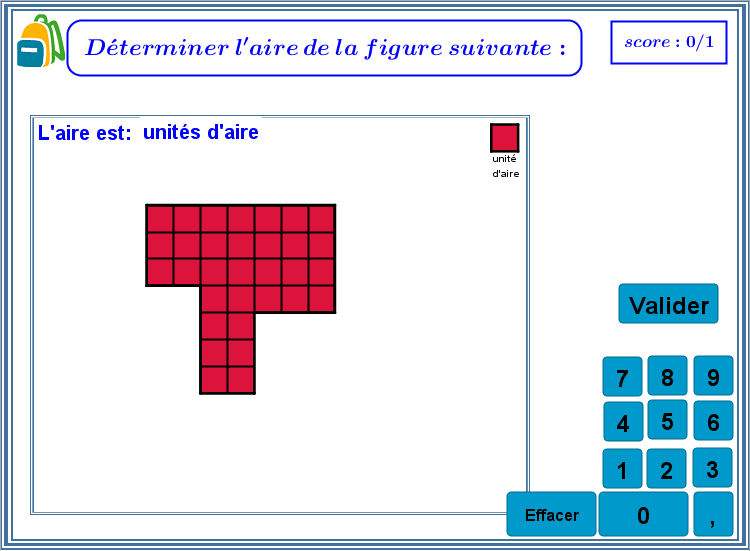 Déterminer l'aire de la figure suivante :
score : 0/1
L'aire est: unités d'aire
unité
d'aire
Valider
7 8 9
4 5 6
1 2 3
Effacer 0 ,